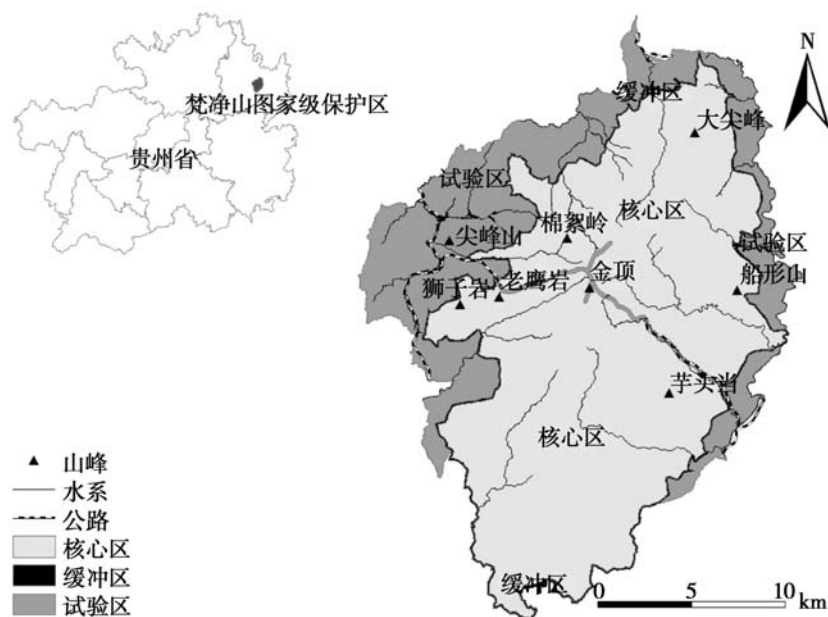 梵净山图家级保护区
贵州省
N
缓冲区
大尖峰
试验区
核心区
棉絮岭
尖峰山
试验区
金顶
老鹰岩
狮子岩
船形山
芋头当
核心区
缓冲区
山峰
水系
公路
核心区
缓冲区
试验区
0 5 10 km